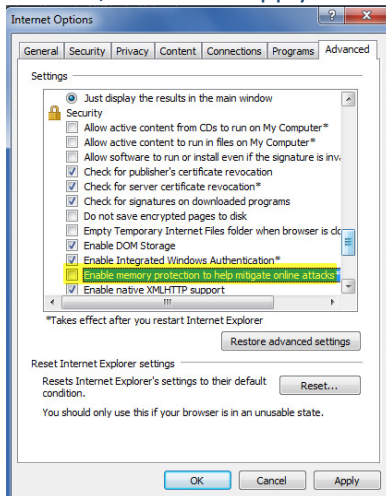 Internet Options
General Security Privacy Content Connections Programs Advanced
Settings
Just display the results in the main window
Security
Allow active content from CDs to run on My Computer*
Allow active content to run in files on My Computer*
Allow software to run or install even if the signature is inv
Check for publisher's certificate revocation
Check for server certificate revocation*
Check for signatures on downloaded programs
Do not save encrypted pages to disk
Empty Temporary Internet Files folder when browser is clo
Enable DOM Storage
Enable Integrated Windows Authentication*
Enable memory protection to help mitigate online attacks*
Enable native XMLHTTP support
*Takes effect after you restart Internet Explorer
Restore advanced settings
Reset Internet Explorer settings
Resets Internet Explorer's settings to their default
condition.
Reset...
You should only use this if your browser is in an unusable state.
OK Cancel Apply